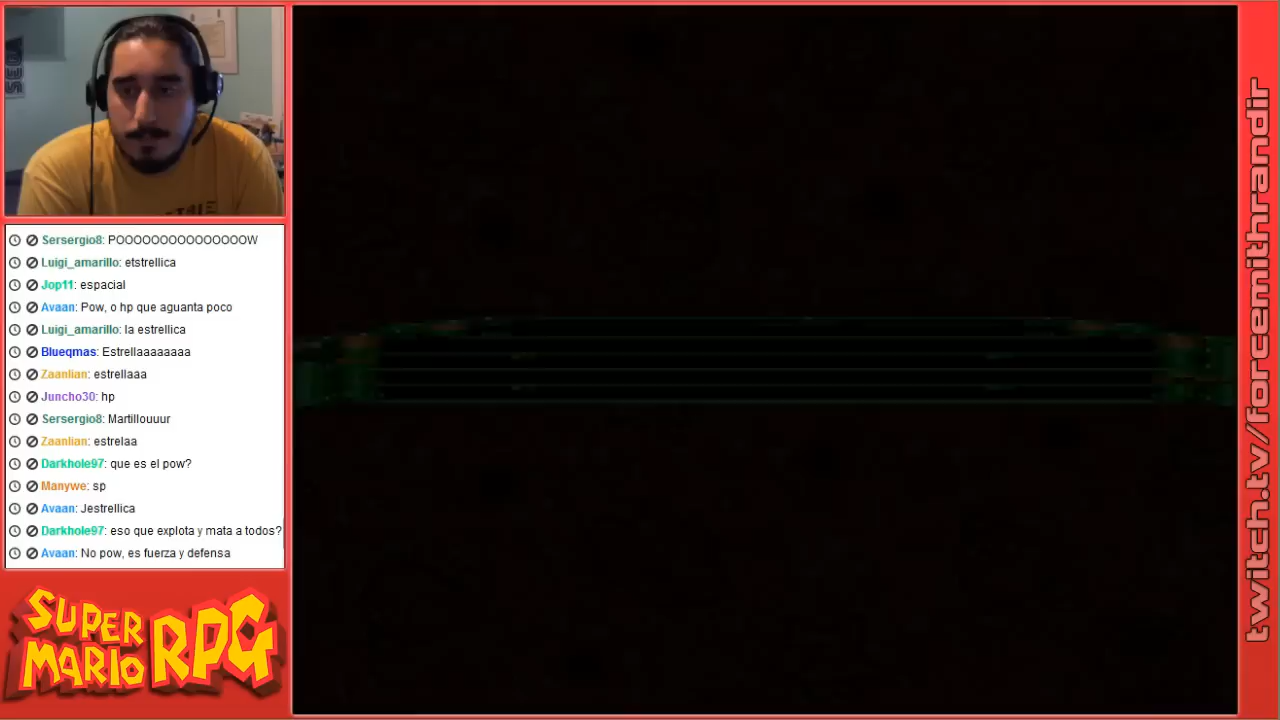 Sersergio8: POOOOOOOOOOOOOOOW
Luigi_amarillo: etstrellica
Jop11: espacial
Avaan: Pow, o hp que aguanta poco
Luigi_amarillo: la estrellica
Blueqmas: Estrellaaaaaaaa
Zaanlian: estrellaaa
Juncho30: hp
Sersergio8: Martillouuur
Zaanlian: estrelaa
Darkhole97: que es el pow?
Manywe: sp
Avaan: Jestrellica
Darkhole97: eso que explota y mata a todos?
Avaan: No pow, es fuerza y defensa
SUPER
MARIO RPG
twitch.tv/forcemithrandir